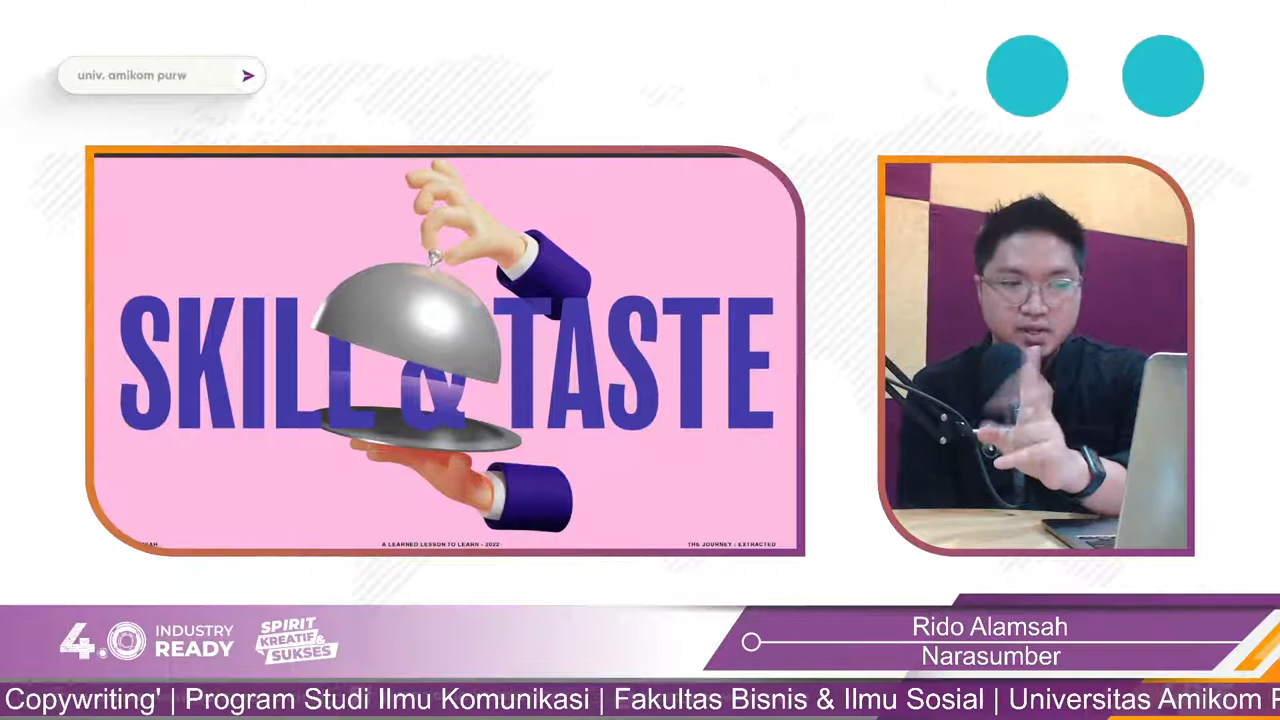 univ. amikom purw
SKILL & TASTE
A LEARNED LESSON TO LEARN - 2022
THE JOURNEY : EXTRACTED
4.0 INDUSTRY
READY
SPIRIT
KREATIF &
SUKSES
Rido Alamsah
Narasumber
Copywriting' | Program Studi Ilmu Komunikasi | Fakultas Bisnis & Ilmu Sosial | Universitas Amikom P